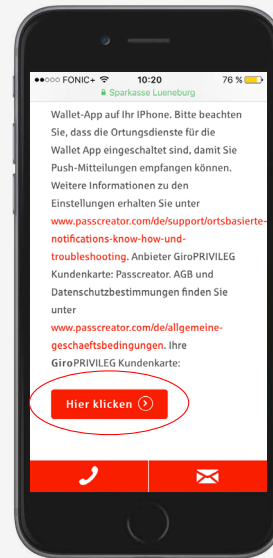 FONIC+ 10:20 76 %
Sparkasse Lueneburg
Wallet-App auf Ihr IPhone. Bitte beachten
Sie, dass die Ortungsdienste für die
Wallet App eingeschaltet sind, damit Sie
Push-Mitteilungen empfangen können.
Weitere Informationen zu den
Einstellungen erhalten Sie unter
www.passcreator.com/de/support/ortsbasierte-
notifications-know-how-und-
troubleshooting. Anbieter GiroPRIVILEG
Kundenkarte: Passcreator. AGB und
Datenschutzbestimmungen finden Sie
unter
www.passcreator.com/de/allgemeine-
geschaeftsbedingungen. Ihre
GiroPRIVILEG Kundenkarte:
Hier klicken